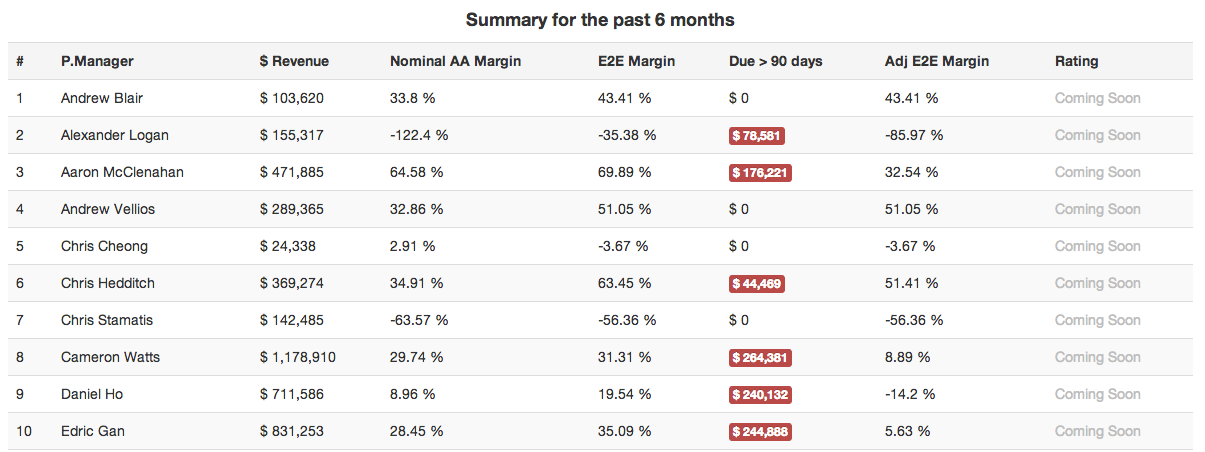 Summary for the past 6 months
# P.Manager $ Revenue Nominal AA Margin E2E Margin Due > 90 days Adj E2E Margin Rating
1 Andrew Blair $ 103,620 33.8 % 43.41 % $ 0 43.41 % Coming Soon
2 Alexander Logan $ 155,317 -122.4 % -35.38 % $ 78,581 -85.97 % Coming Soon
3 Aaron McClenahan $ 471,885 64.58 % 69.89 % $ 176,221 32.54 % Coming Soon
4 Andrew Vellios $ 289,365 32.86 % 51.05 % $ 0 51.05 % Coming Soon
5 Chris Cheong $ 24,338 2.91 % -3.67 % $ 0 -3.67 % Coming Soon
6 Chris Hedditch $ 369,274 34.91 % 63.45 % $ 44,469 51.41 % Coming Soon
7 Chris Stamatis $ 142,485 -63.57 % -56.36 % $ 0 -56.36 % Coming Soon
8 Cameron Watts $ 1,178,910 29.74 % 31.31 % $ 264,381 8.89 % Coming Soon
9 Daniel Ho $ 711,586 8.96 % 19.54 % $ 240,132 -14.2 % Coming Soon
10 Edric Gan $ 831,253 28.45 % 35.09 % $ 244,888 5.63 % Coming Soon